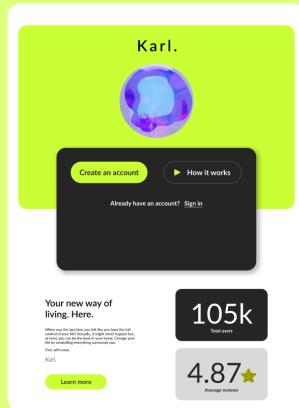 Karl.
Create an account
How it works
Already have an account? Sign in
Your new way of
living. Here.
When was the last time you felt like you have the full
control of your life? Actually, it might never happen but,
at least, you can be the boss in your home. Change your
life by controlling everything surrounds you.
Feel, with ease.
Karl.
Learn more
105k
Total users
4.87
Average reviews